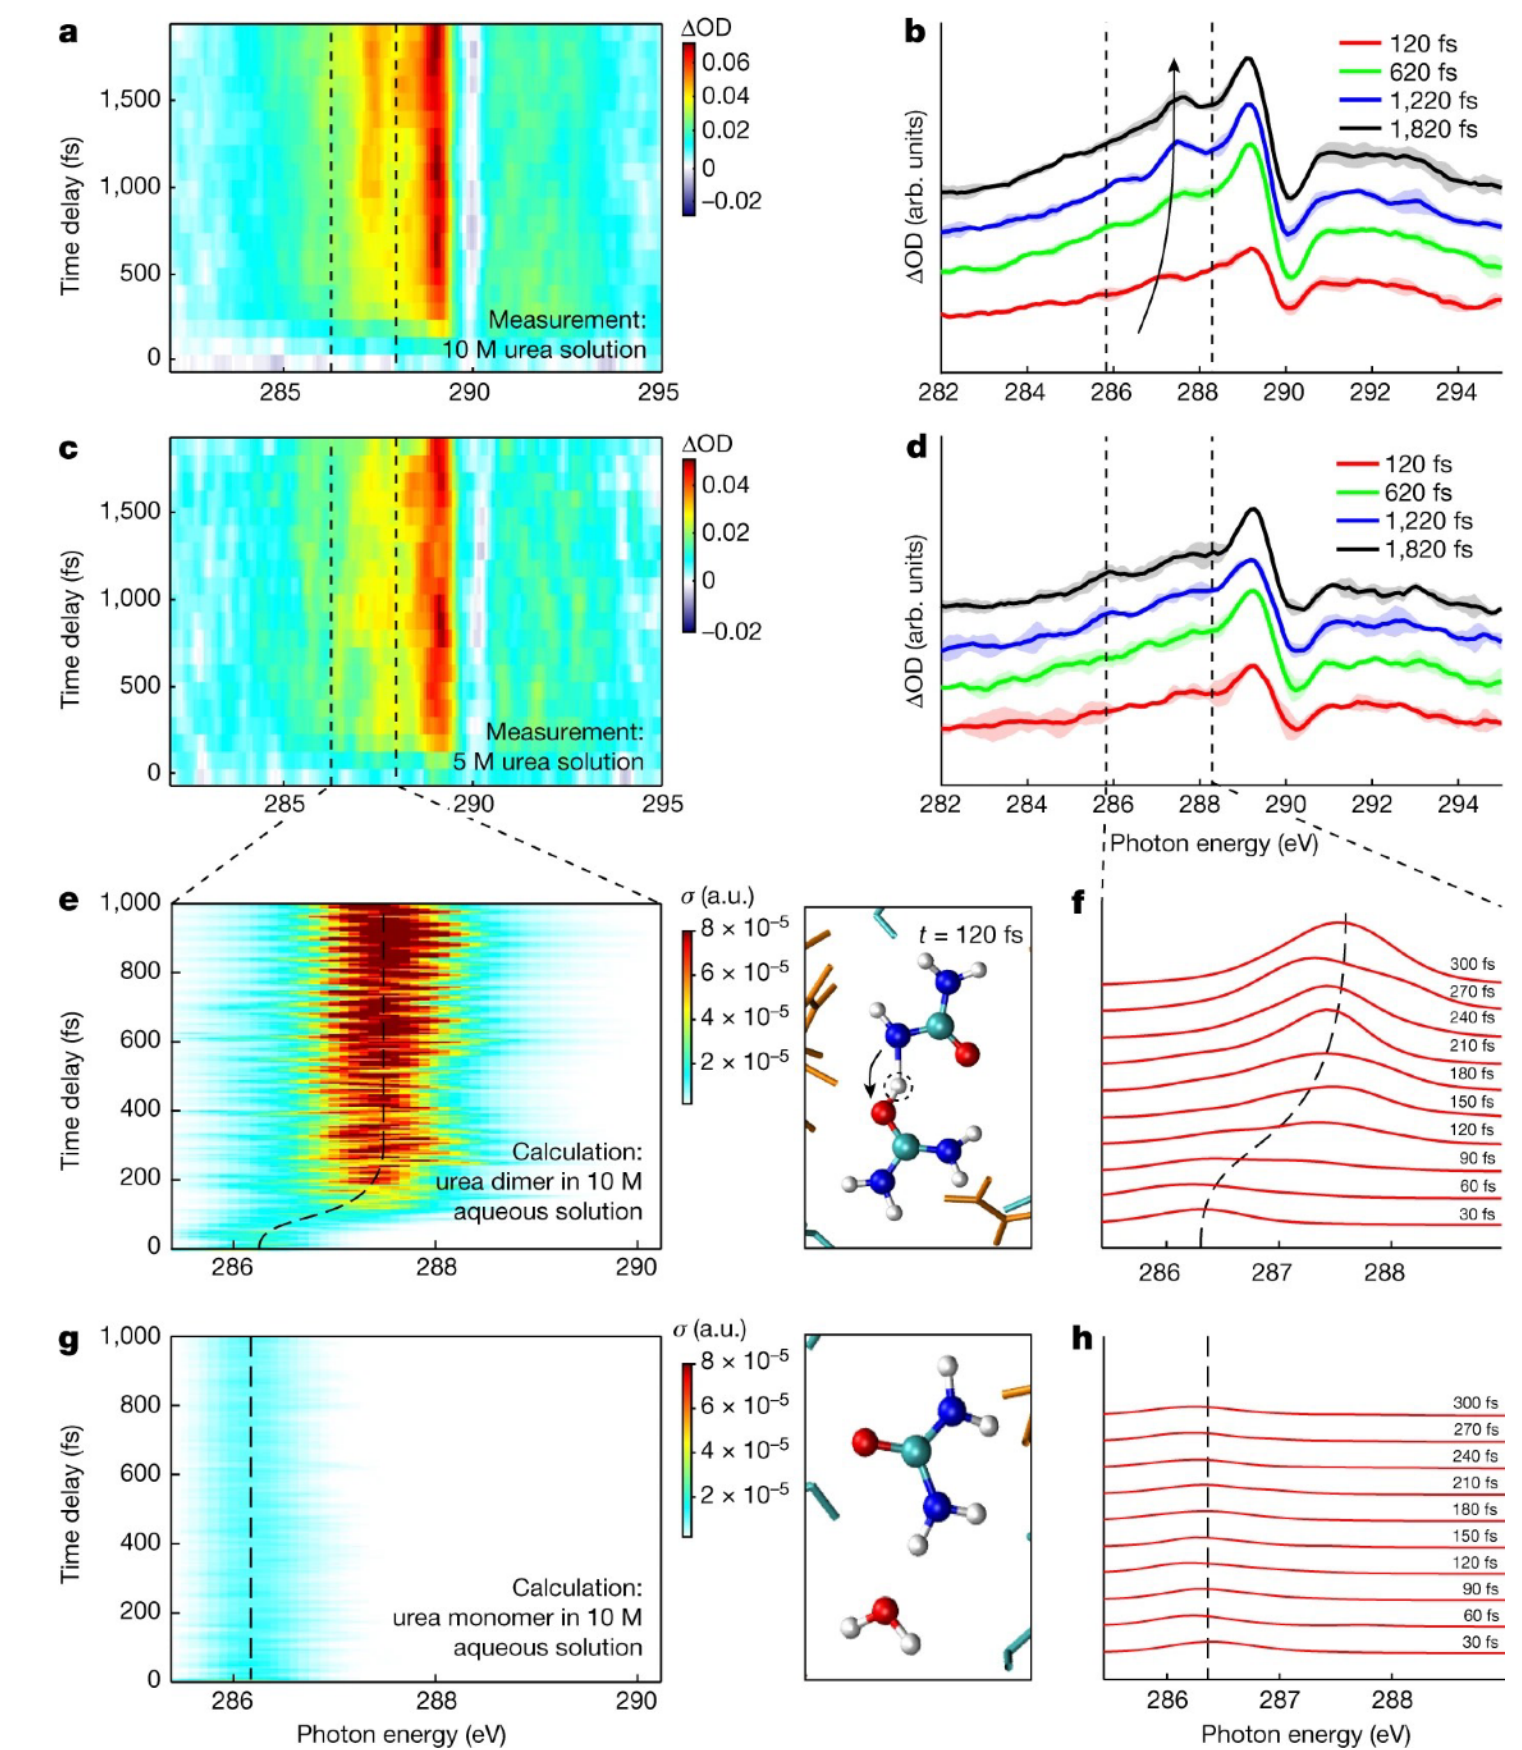 a
ΔOD
0.06
0.04
0.02
0
−0.02
Time delay (fs)
1,500
1,000
500
0
Measurement:
10 M urea solution
285
290
295
b
120 fs
620 fs
1,220 fs
1,820 fs
ΔOD (arb. units)
282
284
286
288
290
292
294
c
ΔOD
0.04
0.02
0
−0.02
Time delay (fs)
1,500
1,000
500
0
Measurement:
5 M urea solution
285
290
295
d
120 fs
620 fs
1,220 fs
1,820 fs
ΔOD (arb. units)
282
284
286
288
290
292
294
Photon energy (eV)
e
σ (a.u.)
8 × 10⁻⁵
6 × 10⁻⁵
4 × 10⁻⁵
2 × 10⁻⁵
Time delay (fs)
1,000
800
600
400
200
0
Calculation:
urea dimer in 10 M
aqueous solution
286
288
290
t = 120 fs
f
300 fs
270 fs
240 fs
210 fs
180 fs
150 fs
120 fs
90 fs
60 fs
30 fs
286
287
288
g
σ (a.u.)
8 × 10⁻⁵
6 × 10⁻⁵
4 × 10⁻⁵
2 × 10⁻⁵
Time delay (fs)
1,000
800
600
400
200
0
Calculation:
urea monomer in 10 M
aqueous solution
286
288
290
Photon energy (eV)
h
300 fs
270 fs
240 fs
210 fs
180 fs
150 fs
120 fs
90 fs
60 fs
30 fs
286
287
288
Photon energy (eV)